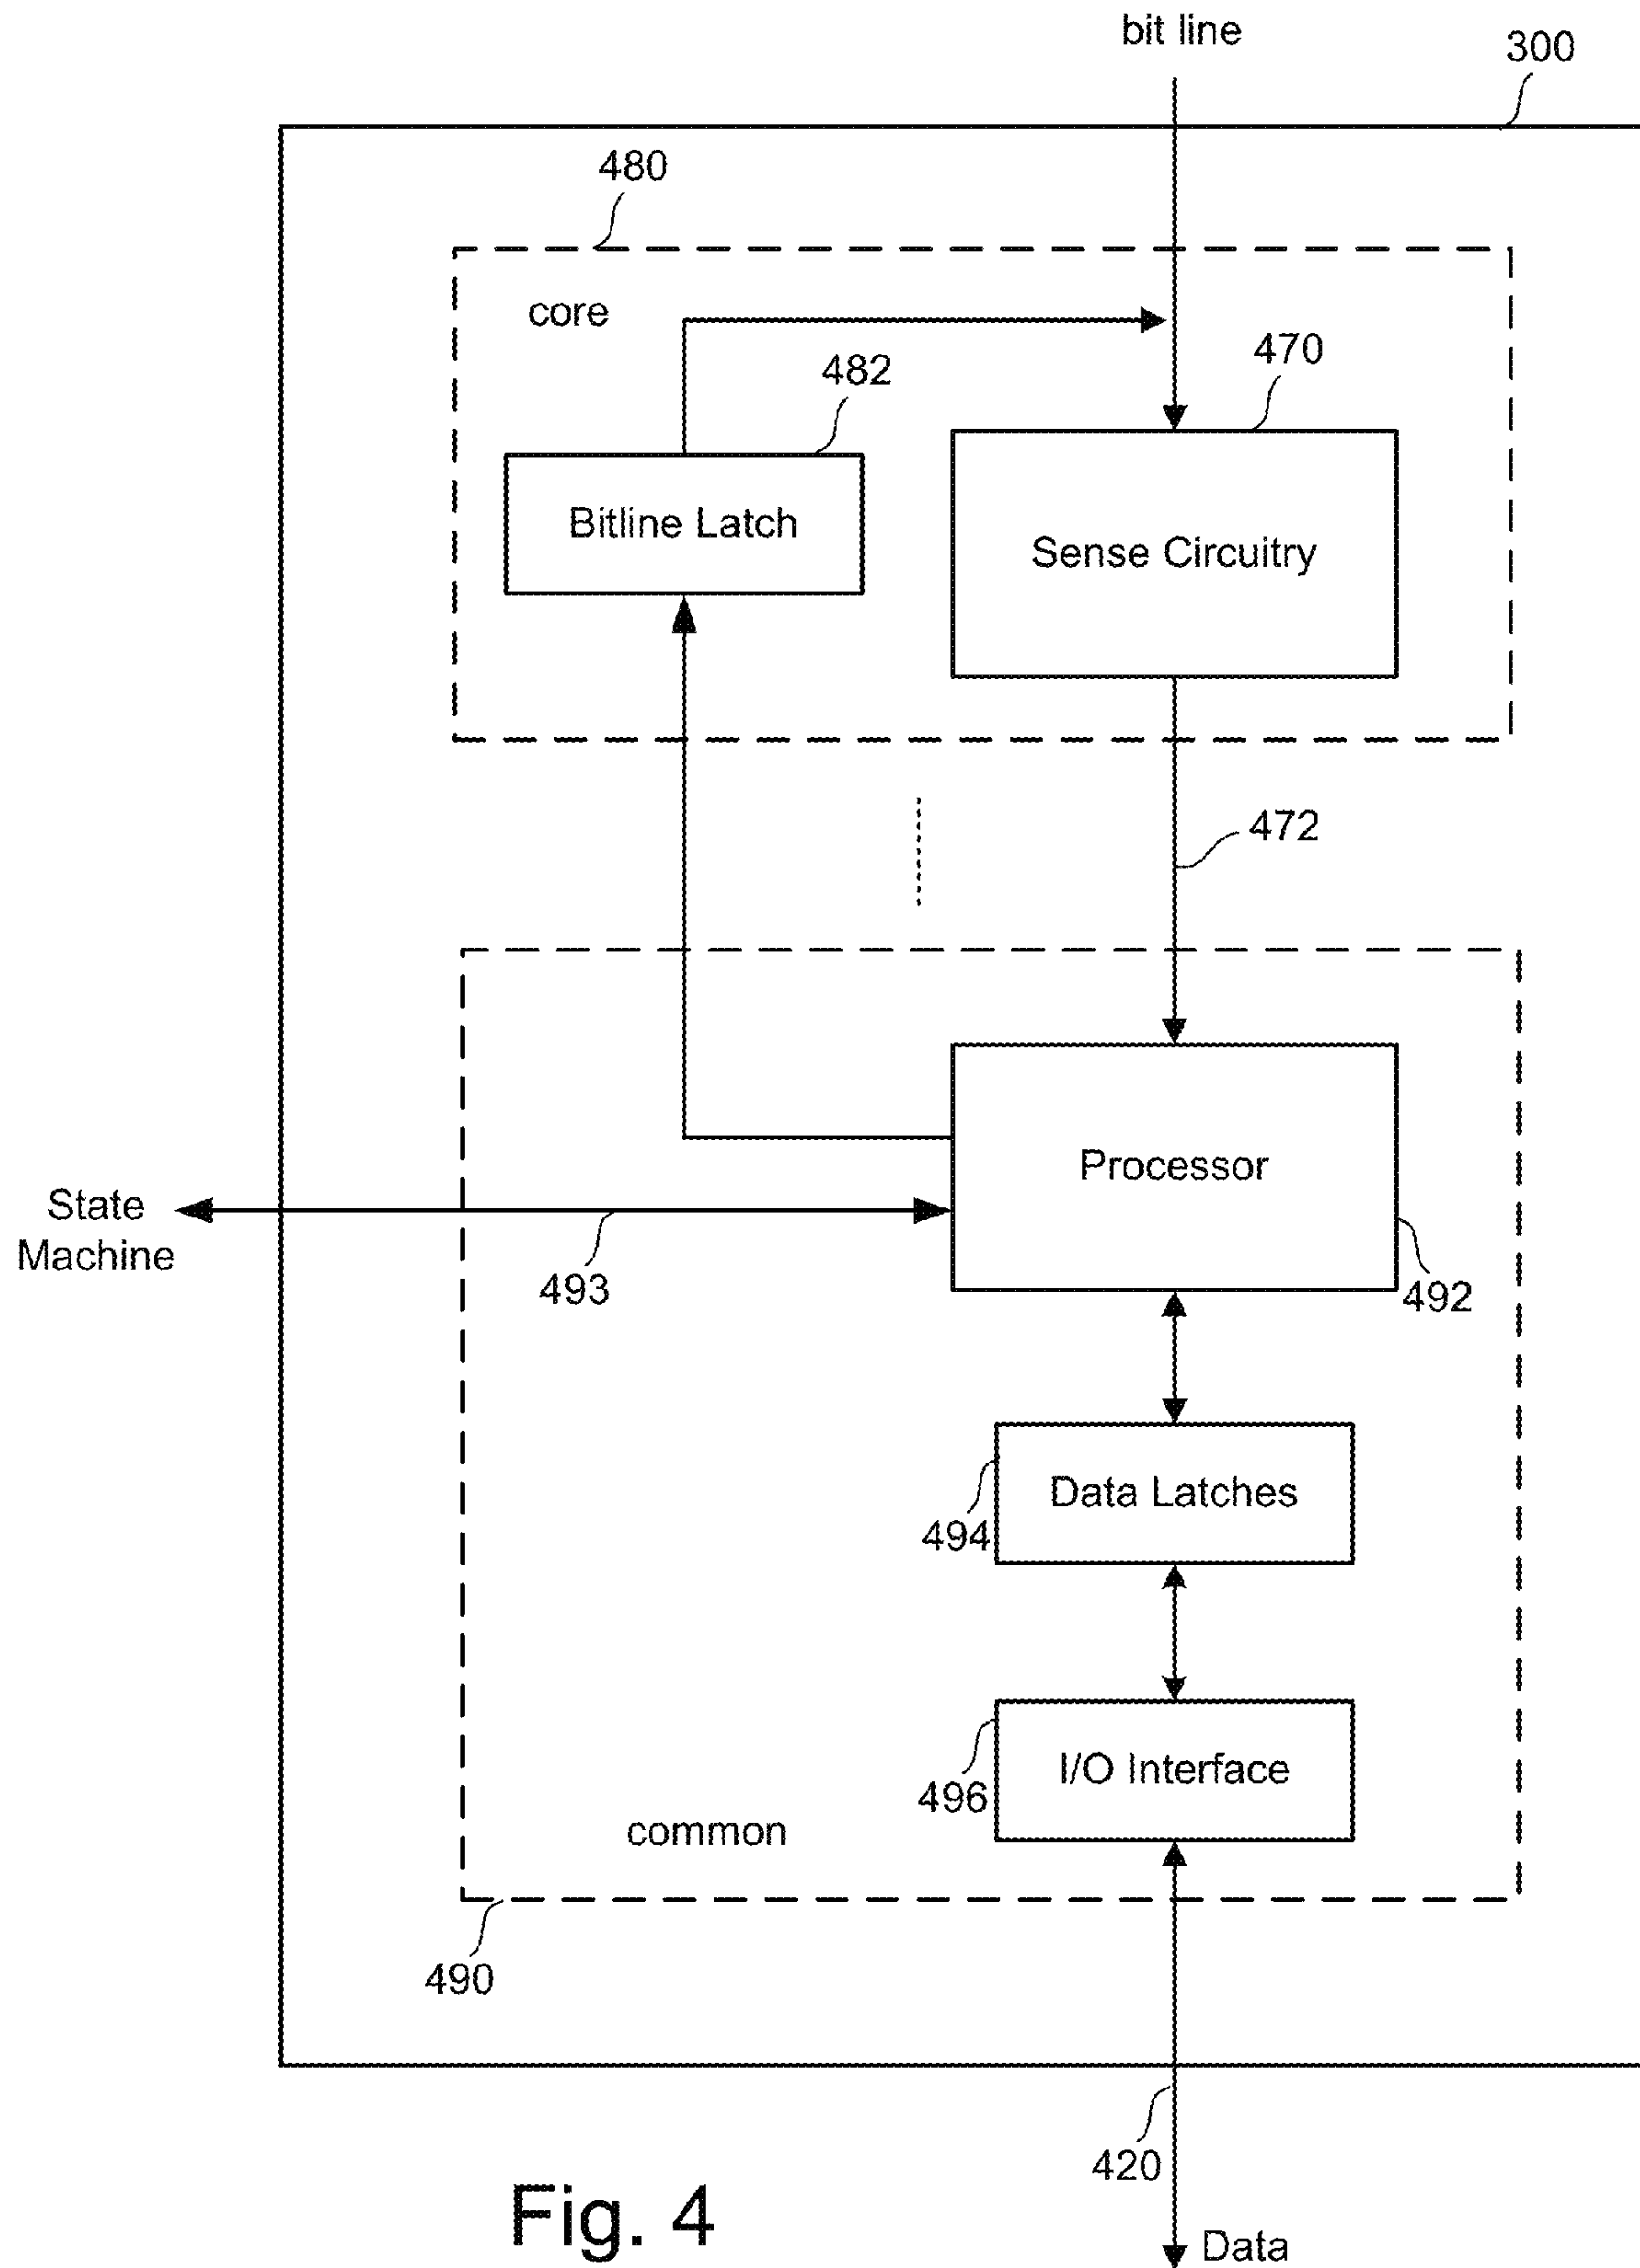 bit line
300
480
core
470
482
Bitline Latch
Sense Circuitry
472
Processor
State
Machine
493
492
Data Latches
494
I/O Interface
496
common
490
420
Fig. 4
Data